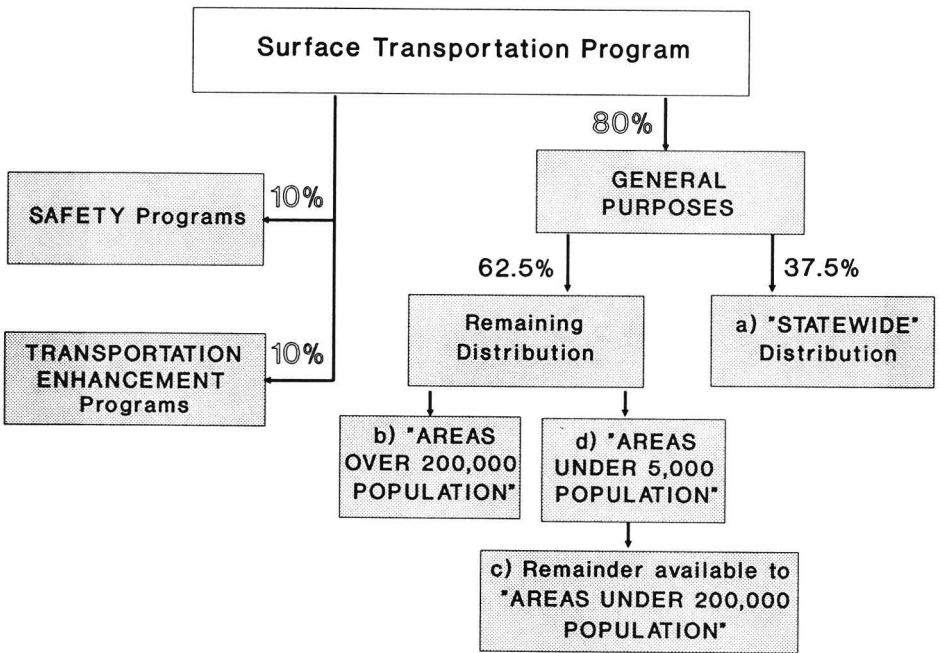 Surface Transportation Program
80%
10%
SAFETY Programs
GENERAL
PURPOSES
62.5%
37.5%
10%
TRANSPORTATION
ENHANCEMENT
Programs
Remaining
Distribution
a) "STATEWIDE"
Distribution
b) "AREAS
OVER 200,000
POPULATION"
d) "AREAS
UNDER 5,000
POPULATION"
c) Remainder available to
"AREAS UNDER 200,000
POPULATION"